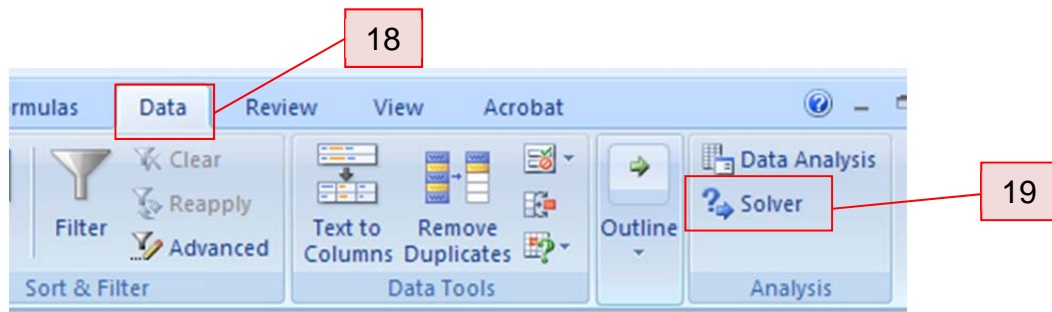 18
rmulas Data Review View Acrobat
Clear
Reapply
Advanced
Filter
Text to
Columns
Remove
Duplicates
Outline
Data Analysis
Solver
19
Sort & Filter Data Tools Analysis